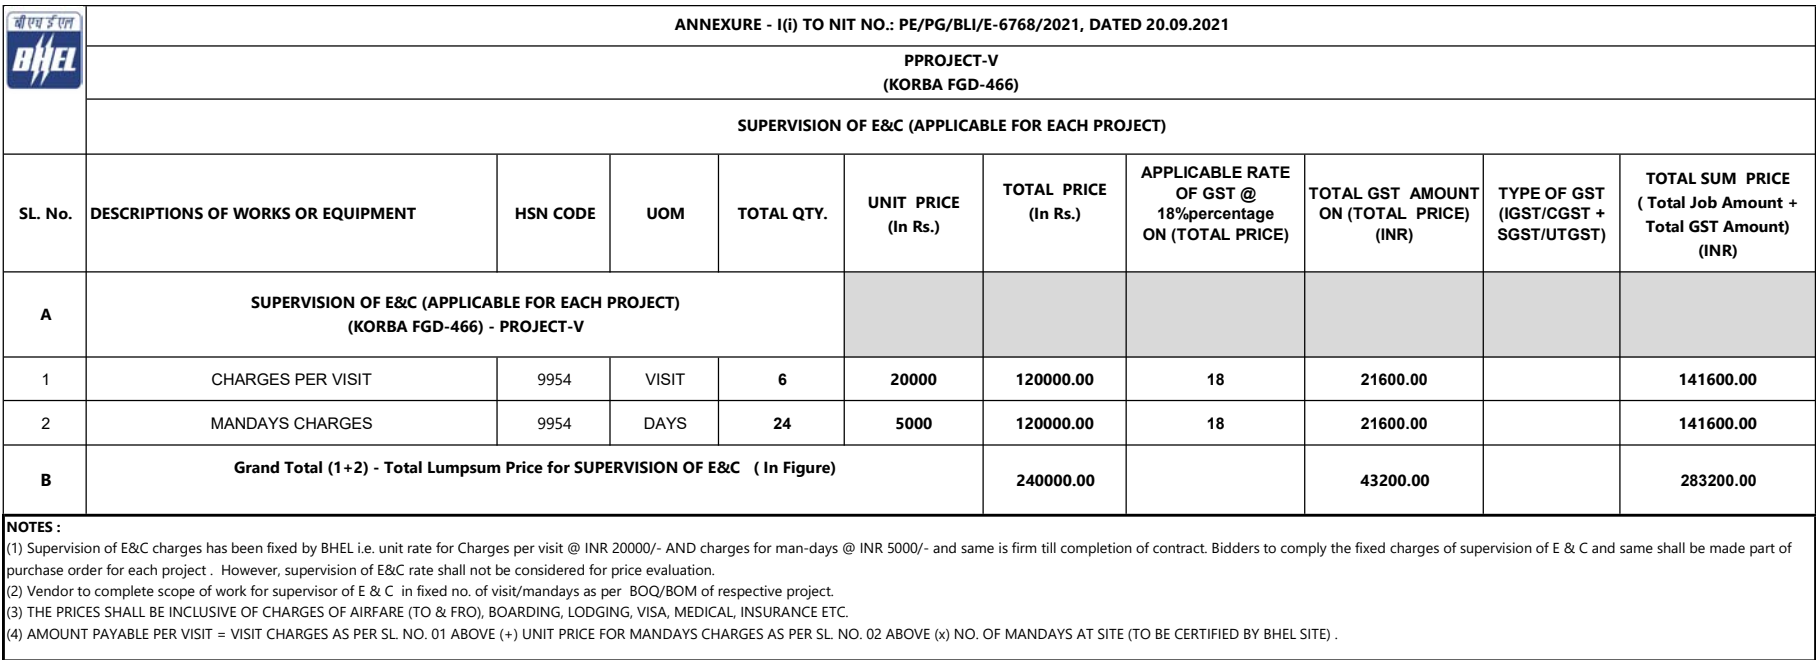 बी एच ई एल
BHEL
ANNEXURE - I(i) TO NIT NO.: PE/PG/BLI/E-6768/2021, DATED 20.09.2021
PPROJECT-V
(KORBA FGD-466)
SUPERVISION OF E&C (APPLICABLE FOR EACH PROJECT)
SL. No. DESCRIPTIONS OF WORKS OR EQUIPMENT HSN CODE UOM TOTAL QTY.
UNIT PRICE
(In Rs.)
TOTAL PRICE
(In Rs.)
APPLICABLE RATE
OF GST @
18%percentage
ON (TOTAL PRICE)
TOTAL GST AMOUNT
ON (TOTAL PRICE)
(INR)
TYPE OF GST
(IGST/CGST +
SGST/UTGST)
TOTAL SUM PRICE
( Total Job Amount +
Total GST Amount)
(INR)
A
SUPERVISION OF E&C (APPLICABLE FOR EACH PROJECT)
(KORBA FGD-466) - PROJECT-V
1 CHARGES PER VISIT 9954 VISIT 6 20000 120000.00 18 21600.00 141600.00
2 MANDAYS CHARGES 9954 DAYS 24 5000 120000.00 18 21600.00 141600.00
B Grand Total (1+2) - Total Lumpsum Price for SUPERVISION OF E&C ( In Figure) 240000.00 43200.00 283200.00
NOTES :
(1) Supervision of E&C charges has been fixed by BHEL i.e. unit rate for Charges per visit @ INR 20000/- AND charges for man-days @ INR 5000/- and same is firm till completion of contract. Bidders to comply the fixed charges of supervision of E & C and same shall be made part of
purchase order for each project . However, supervision of E&C rate shall not be considered for price evaluation.
(2) Vendor to complete scope of work for supervisor of E & C in fixed no. of visit/mandays as per BOQ/BOM of respective project.
(3) THE PRICES SHALL BE INCLUSIVE OF CHARGES OF AIRFARE (TO & FRO), BOARDING, LODGING, VISA, MEDICAL, INSURANCE ETC.
(4) AMOUNT PAYABLE PER VISIT = VISIT CHARGES AS PER SL. NO. 01 ABOVE (+) UNIT PRICE FOR MANDAYS CHARGES AS PER SL. NO. 02 ABOVE (x) NO. OF MANDAYS AT SITE (TO BE CERTIFIED BY BHEL SITE) .